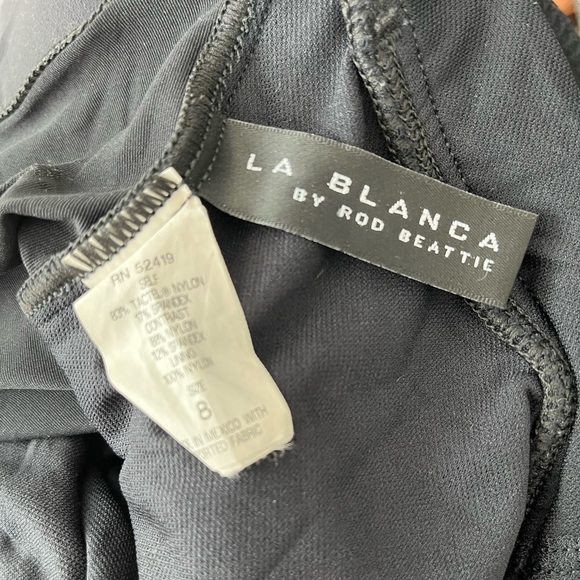 LA BLANCA
BY ROD BEATTIE
RN 52419
SELF
83% TACTEL® NYLON
17% SPANDEX
CONTRAST
88% NYLON
12% SPANDEX
LINING
100% NYLON
SIZE
8
IN MEXICO WITH
FABRIC